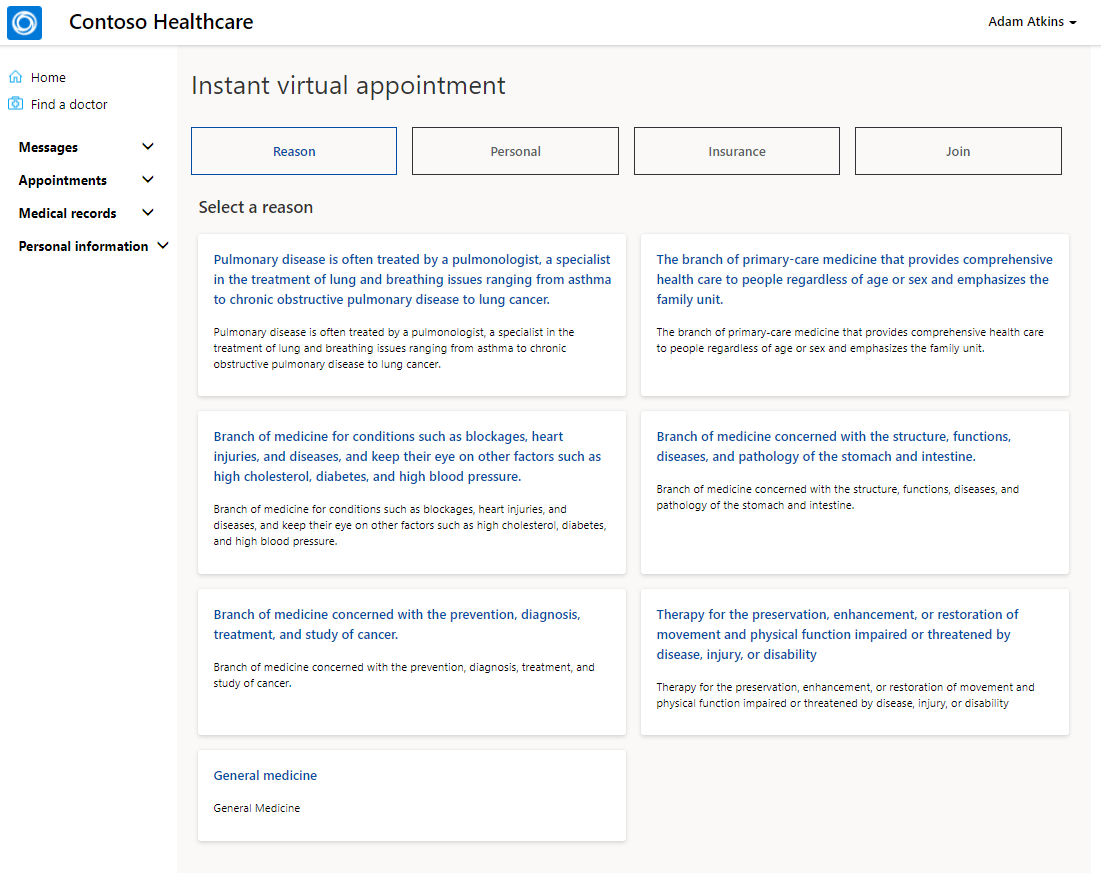 Contoso Healthcare
Adam Atkins
Home
Find a doctor
Messages
Appointments
Medical records
Personal information
Instant virtual appointment
Reason
Personal
Insurance
Join
Select a reason
Pulmonary disease is often treated by a pulmonologist, a specialist
in the treatment of lung and breathing issues ranging from asthma
to chronic obstructive pulmonary disease to lung cancer.
Pulmonary disease is often treated by a pulmonologist, a specialist in the
treatment of lung and breathing issues ranging from asthma to chronic
obstructive pulmonary disease to lung cancer.
The branch of primary-care medicine that provides comprehensive
health care to people regardless of age or sex and emphasizes the
family unit.
The branch of primary-care medicine that provides comprehensive health care
to people regardless of age or sex and emphasizes the family unit.
Branch of medicine for conditions such as blockages, heart
injuries, and diseases, and keep their eye on other factors such as
high cholesterol, diabetes, and high blood pressure.
Branch of medicine for conditions such as blockages, heart injuries, and
diseases, and keep their eye on other factors such as high cholesterol, diabetes,
and high blood pressure.
Branch of medicine concerned with the structure, functions,
diseases, and pathology of the stomach and intestine.
Branch of medicine concerned with the structure, functions, diseases, and
pathology of the stomach and intestine.
Branch of medicine concerned with the prevention, diagnosis,
treatment, and study of cancer.
Branch of medicine concerned with the prevention, diagnosis, treatment, and
study of cancer.
Therapy for the preservation, enhancement, or restoration of
movement and physical function impaired or threatened by
disease, injury, or disability
Therapy for the preservation, enhancement, or restoration of movement and
physical function impaired or threatened by disease, injury, or disability
General medicine
General Medicine